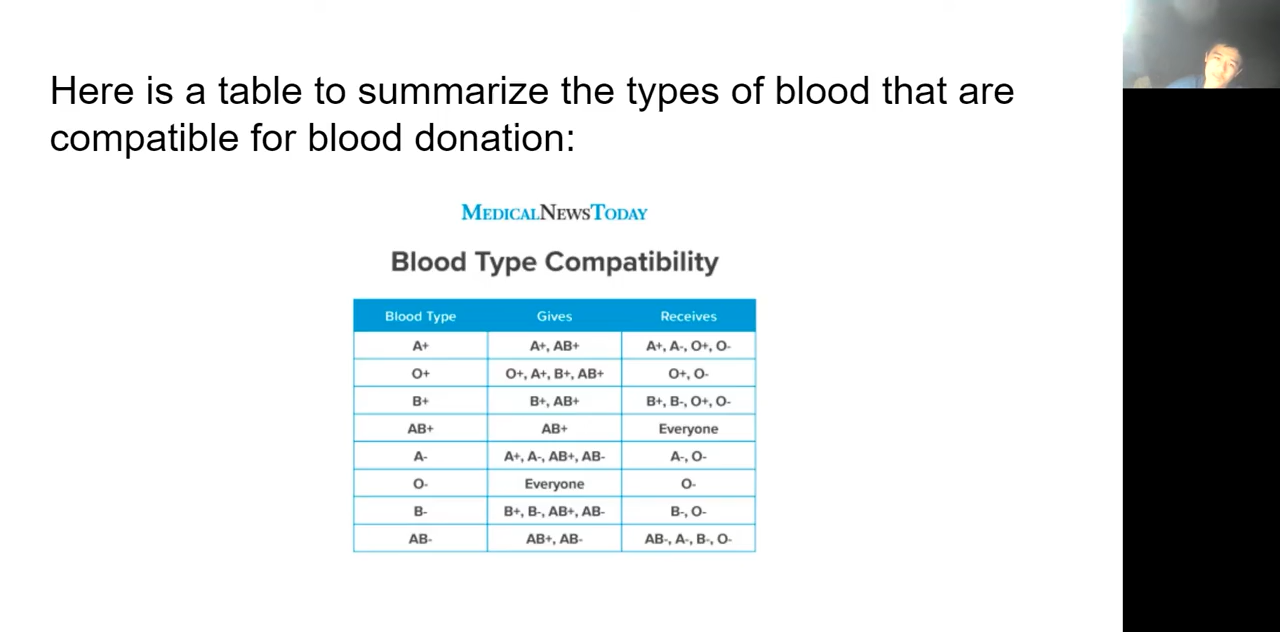 Here is a table to summarize the types of blood that are
compatible for blood donation:
MEDICALNEWSTODAY
Blood Type Compatibility
Blood Type Gives Receives
A+ A+, AB+ A+, A-, O+, O-
O+ O+, A+, B+, AB+ O+, O-
B+ B+, AB+ B+, B-, O+, O-
AB+ AB+ Everyone
A- A+, A-, AB+, AB- A-, O-
O- Everyone O-
B- B+, B-, AB+, AB- B-, O-
AB- AB+, AB- AB-, A-, B-, O-